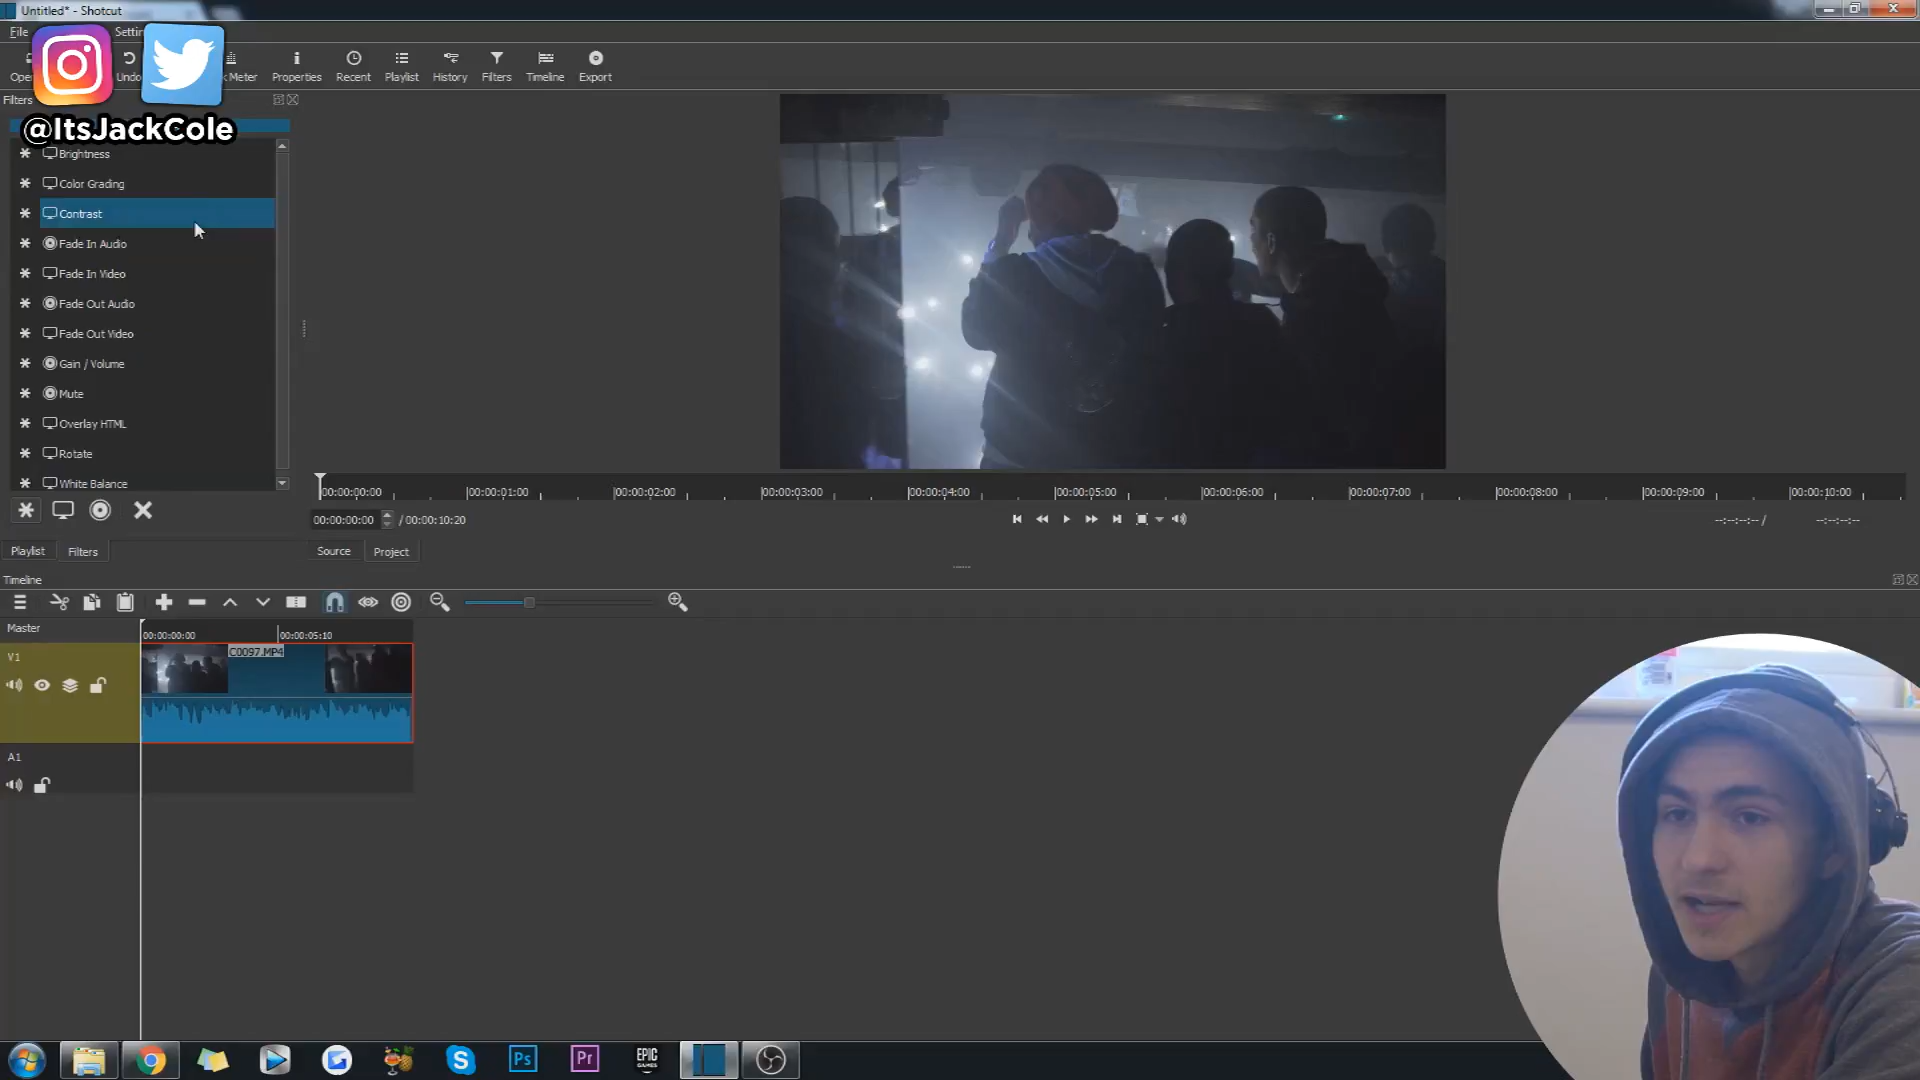 Untitled* - Shotcut
File
Settin
Open
Undo
Meter
Properties
Recent
Playlist
History
Filters
Timeline
Export
Filters
@ItsJackCole
Brightness
Color Grading
Contrast
Fade In Audio
Fade In Video
Fade Out Audio
Fade Out Video
Gain / Volume
Mute
Overlay HTML
Rotate
White Balance
00:00:00:00
00:00:01:00
00:00:02:00
00:00:03:00
00:00:04:00
00:00:05:00
00:00:06:00
00:00:07:00
00:00:08:00
00:00:09:00
00:00:10:00
00:00:00:00 / 00:00:10:20
--:--:--:-- / --:--:--:--
Playlist
Filters
Source
Project
Timeline
Master
00:00:00:00
00:00:05:10
V1
C0097.MP4
A1
Ps
Pr
EPIC
GAMES